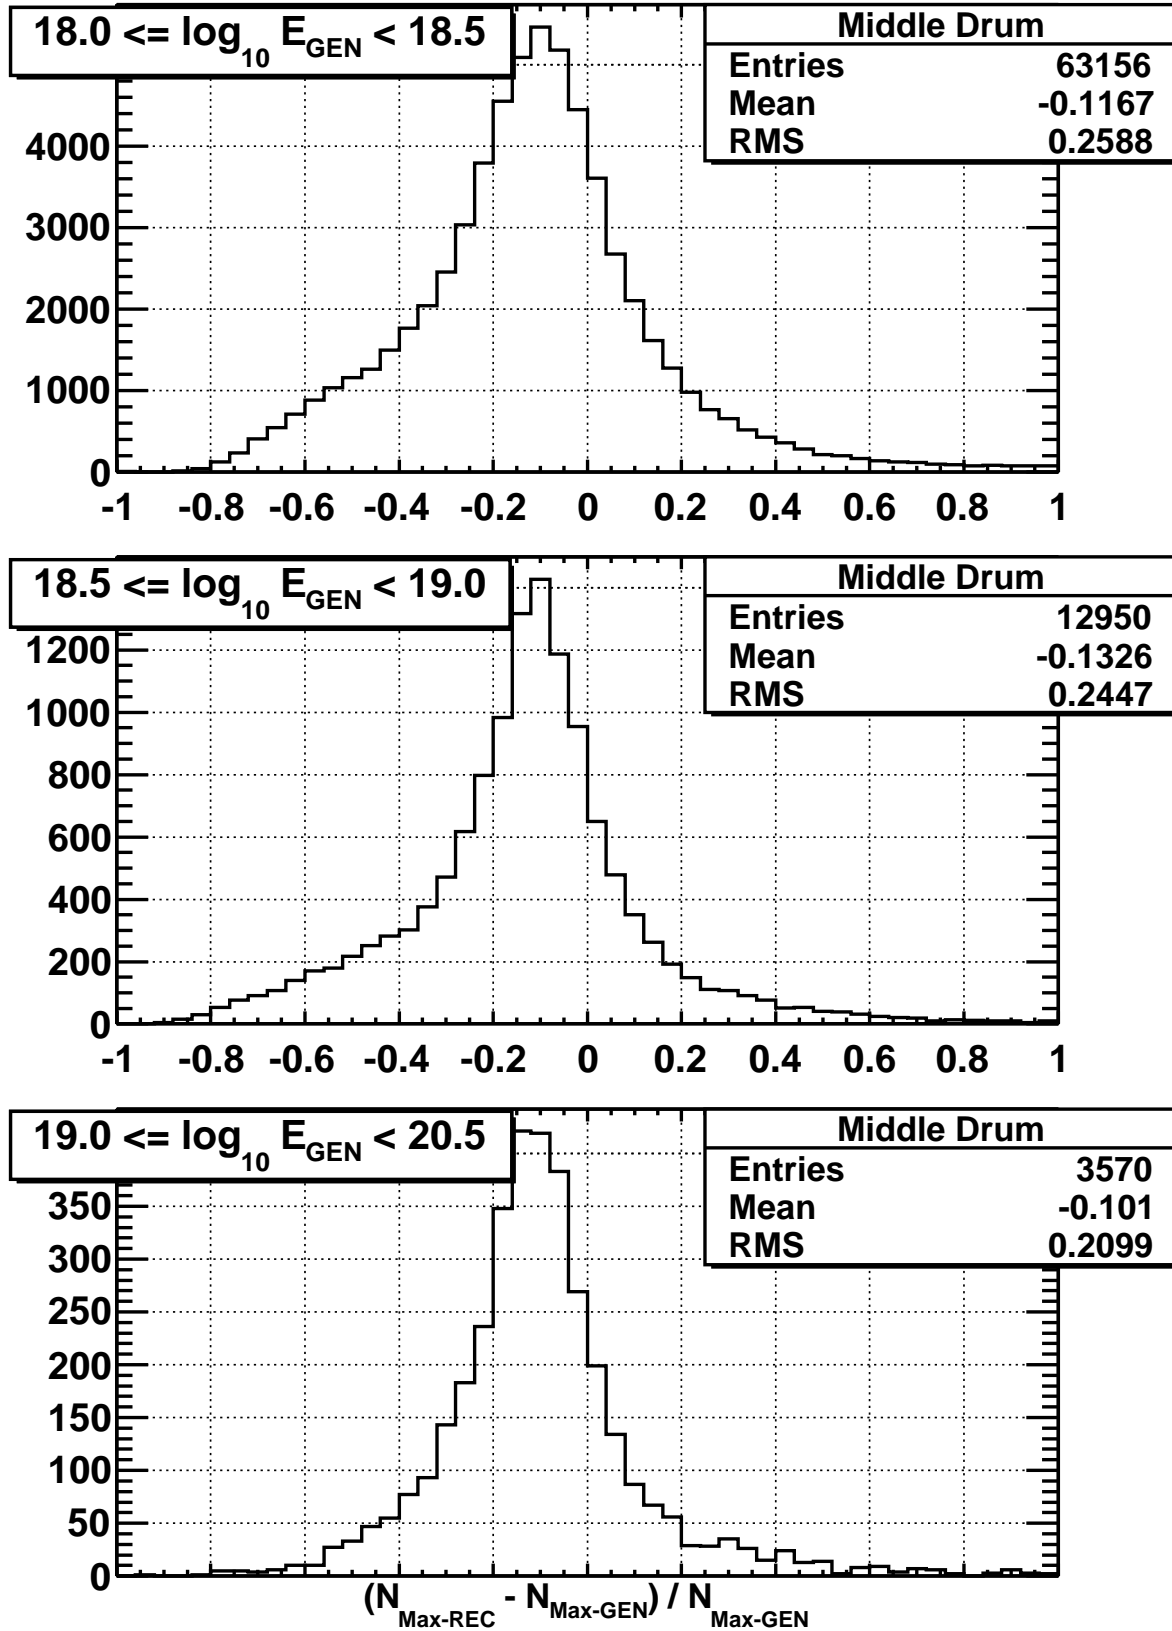 18.0 <= log10 EGEN < 18.5
Middle Drum
Entries 63156
Mean -0.1167
RMS 0.2588
4000
3000
2000
1000
0
-1 -0.8 -0.6 -0.4 -0.2 0 0.2 0.4 0.6 0.8 1
18.5 <= log10 EGEN < 19.0
Middle Drum
Entries 12950
Mean -0.1326
RMS 0.2447
1200
1000
800
600
400
200
0
-1 -0.8 -0.6 -0.4 -0.2 0 0.2 0.4 0.6 0.8 1
19.0 <= log10 EGEN < 20.5
Middle Drum
Entries 3570
Mean -0.101
RMS 0.2099
350
300
250
200
150
100
50
0
(NMax-REC - NMax-GEN) / NMax-GEN